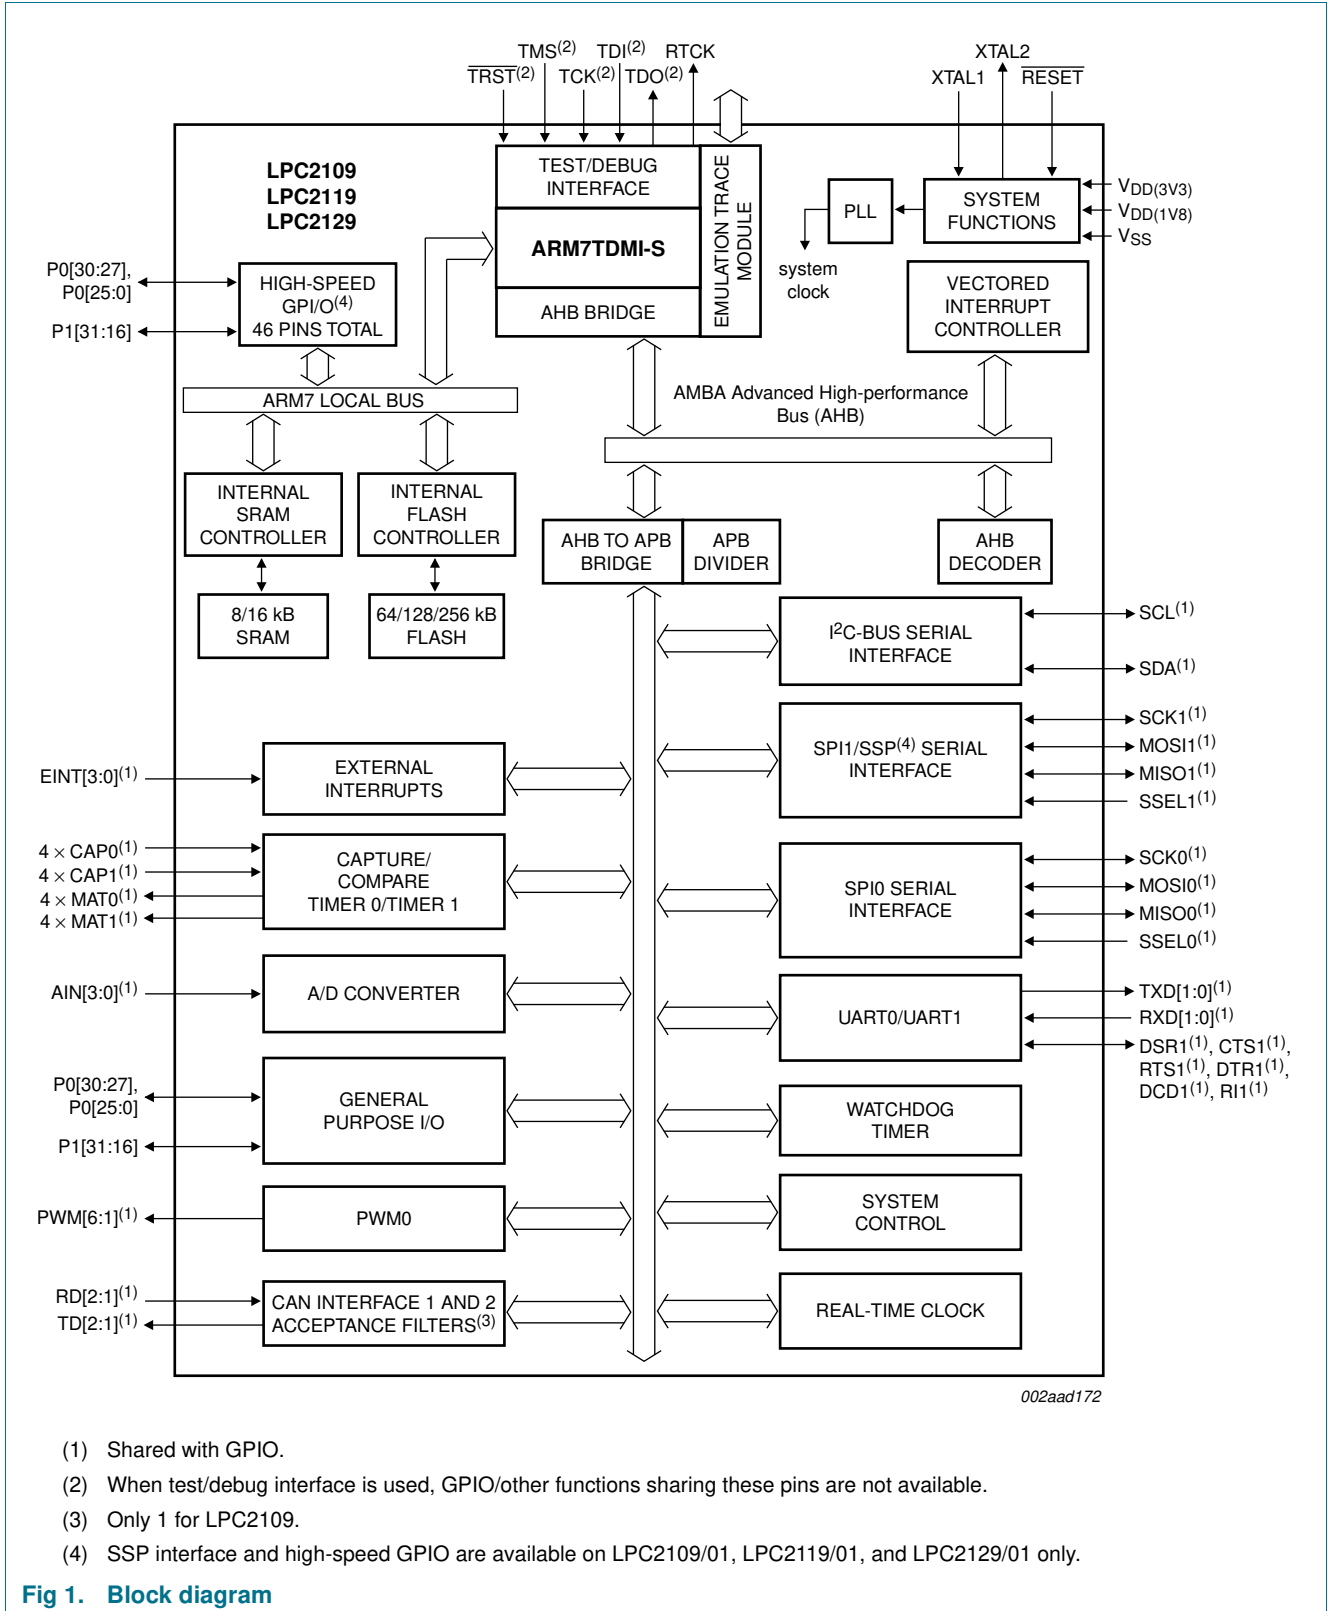 TMS(2) TDI(2) RTCK
TRST(2) TCK(2) TDO(2)
XTAL2
XTAL1 RESET
LPC2109
LPC2119
LPC2129
TEST/DEBUG
INTERFACE
ARM7TDMI-S
AHB BRIDGE
EMULATION TRACE
MODULE
PLL
SYSTEM
FUNCTIONS
VDD(3V3)
VDD(1V8)
VSS
system
clock
P0[30:27],
P0[25:0]
P1[31:16]
HIGH-SPEED
GPI/O(4)
46 PINS TOTAL
VECTORED
INTERRUPT
CONTROLLER
ARM7 LOCAL BUS
AMBA Advanced High-performance
Bus (AHB)
INTERNAL
SRAM
CONTROLLER
INTERNAL
FLASH
CONTROLLER
AHB TO APB
BRIDGE
APB
DIVIDER
AHB
DECODER
8/16 kB
SRAM
64/128/256 kB
FLASH
I2C-BUS SERIAL
INTERFACE
SCL(1)
SDA(1)
SPI1/SSP(4) SERIAL
INTERFACE
SCK1(1)
MOSI1(1)
MISO1(1)
SSEL1(1)
EINT[3:0](1)
EXTERNAL
INTERRUPTS
4 × CAP0(1)
4 × CAP1(1)
4 × MAT0(1)
4 × MAT1(1)
CAPTURE/
COMPARE
TIMER 0/TIMER 1
SPI0 SERIAL
INTERFACE
SCK0(1)
MOSI0(1)
MISO0(1)
SSEL0(1)
AIN[3:0](1)
A/D CONVERTER
UART0/UART1
TXD[1:0](1)
RXD[1:0](1)
DSR1(1), CTS1(1),
RTS1(1), DTR1(1),
DCD1(1), RI1(1)
P0[30:27],
P0[25:0]
P1[31:16]
GENERAL
PURPOSE I/O
WATCHDOG
TIMER
PWM[6:1](1)
PWM0
SYSTEM
CONTROL
RD[2:1](1)
TD[2:1](1)
CAN INTERFACE 1 AND 2
ACCEPTANCE FILTERS(3)
REAL-TIME CLOCK
002aad172
(1) Shared with GPIO.
(2) When test/debug interface is used, GPIO/other functions sharing these pins are not available.
(3) Only 1 for LPC2109.
(4) SSP interface and high-speed GPIO are available on LPC2109/01, LPC2119/01, and LPC2129/01 only.
Fig 1. Block diagram